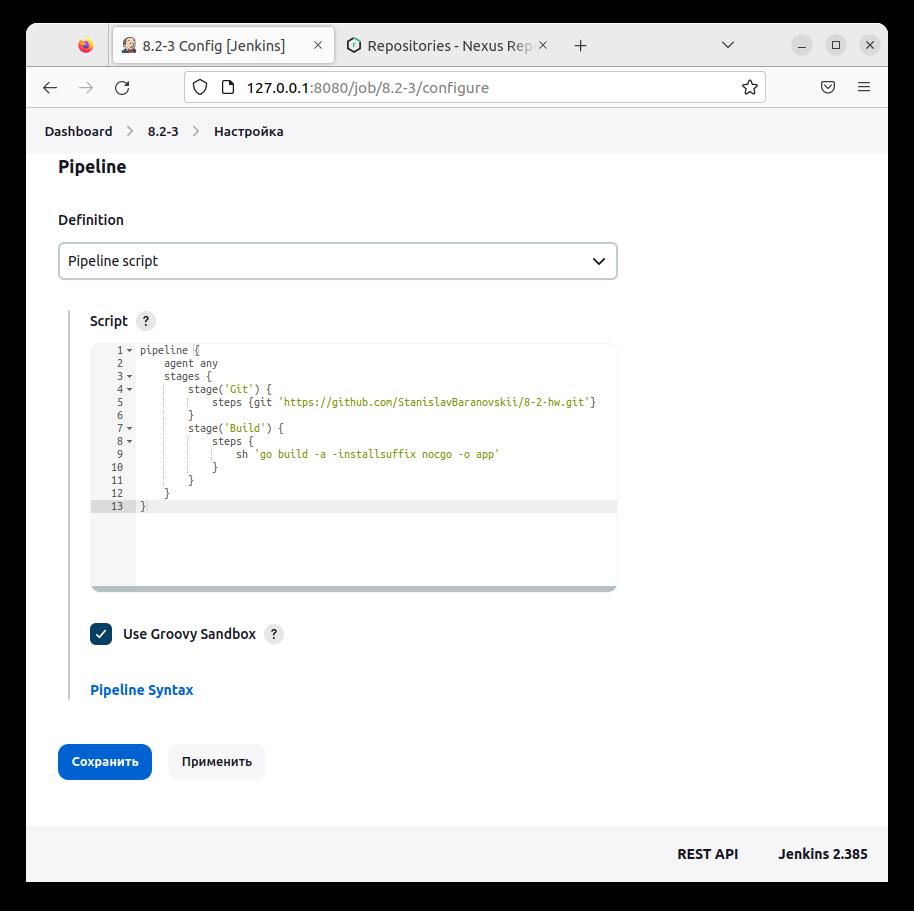 8.2-3 Config [Jenkins]
Repositories - Nexus Rep
127.0.0.1:8080/job/8.2-3/configure
Dashboard 8.2-3 Настройка
Pipeline
Definition
Pipeline script
Script ?
1 pipeline {
2     agent any
3     stages {
4         stage('Git') {
5             steps {git 'https://github.com/StanislavBaranovskii/8-2-hw.git'}
6         }
7         stage('Build') {
8             steps {
9                 sh 'go build -a -installsuffix nocgo -o app'
10             }
11         }
12     }
13 }
Use Groovy Sandbox ?
Pipeline Syntax
Сохранить Применить
REST API Jenkins 2.385